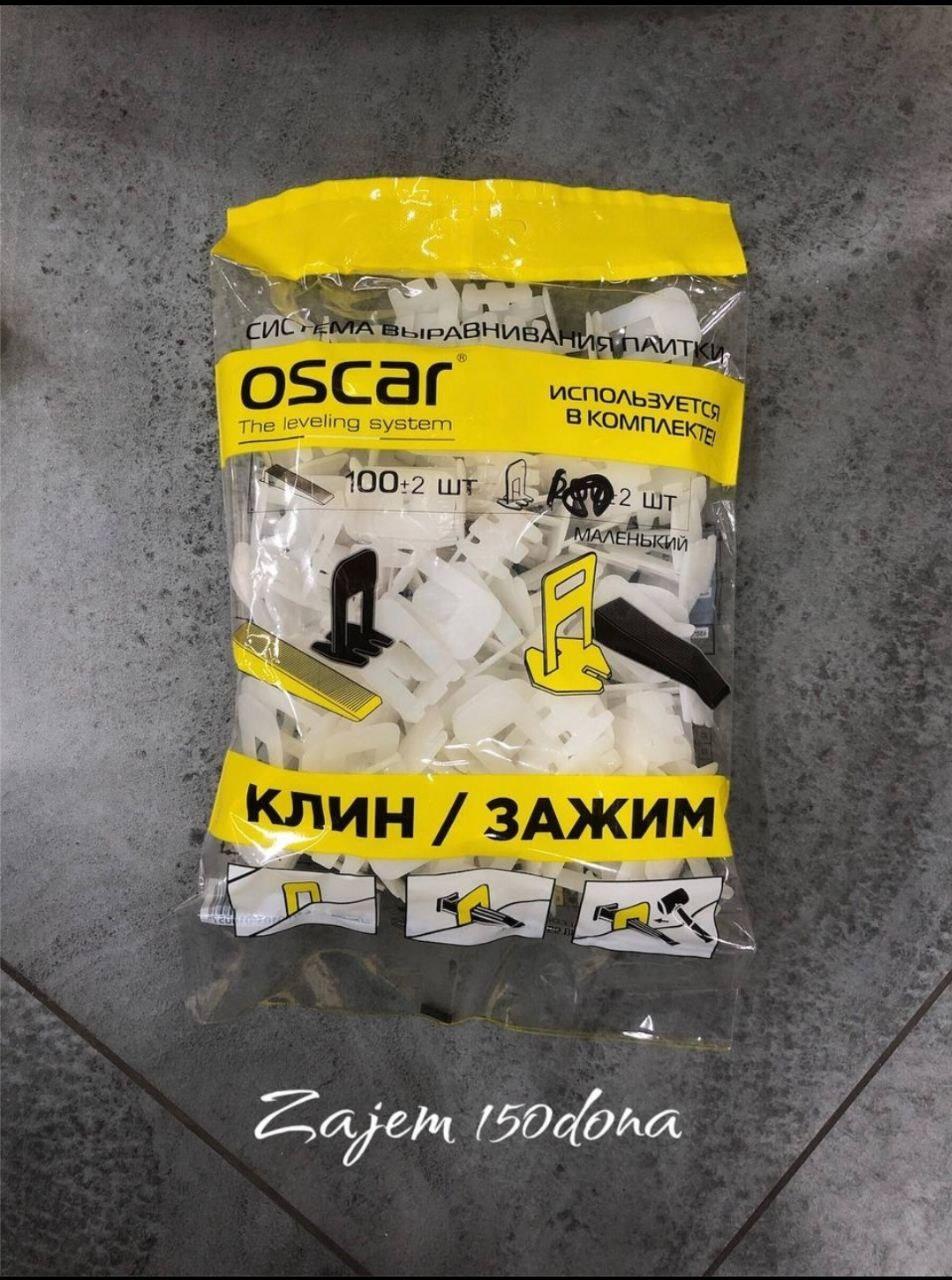 СИСТЕМА ВЫРАВНИВАНИЯ ПЛИТКИ
oscar®
The leveling system
ИСПОЛЬЗУЕТСЯ
В КОМПЛЕКТЕ!
100±2 ШТ
±2 ШТ
МАЛЕНЬКИЙ
КЛИН / ЗАЖИМ
Zajem 150dona